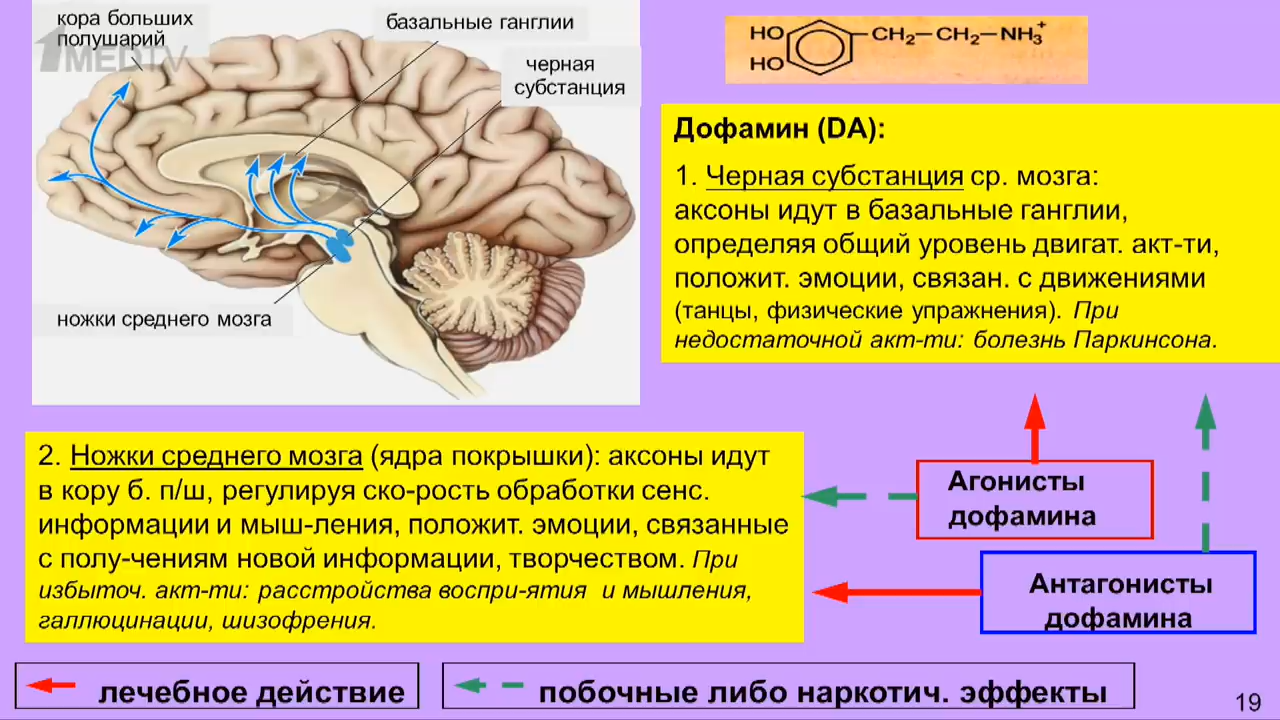 кора больших
полушарий
1MEDTV
базальные ганглии
черная
субстанция
ножки среднего мозга
HO
HO
CH₂–CH₂–NH₃⁺
Дофамин (DA):
1. Черная субстанция ср. мозга:
аксоны идут в базальные ганглии,
определяя общий уровень двигат. акт-ти,
положит. эмоции, связан. с движениями
(танцы, физические упражнения). При
недостаточной акт-ти: болезнь Паркинсона.
2. Ножки среднего мозга (ядра покрышки): аксоны идут
в кору б. п/ш, регулируя ско-рость обработки сенс.
информации и мыш-ления, положит. эмоции, связанные
с полу-чениям новой информации, творчеством. При
избыточ. акт-ти: расстройства воспри-ятия и мышления,
галлюцинации, шизофрения.
Агонисты
дофамина
Антагонисты
дофамина
лечебное действие
побочные либо наркотич. эффекты
19